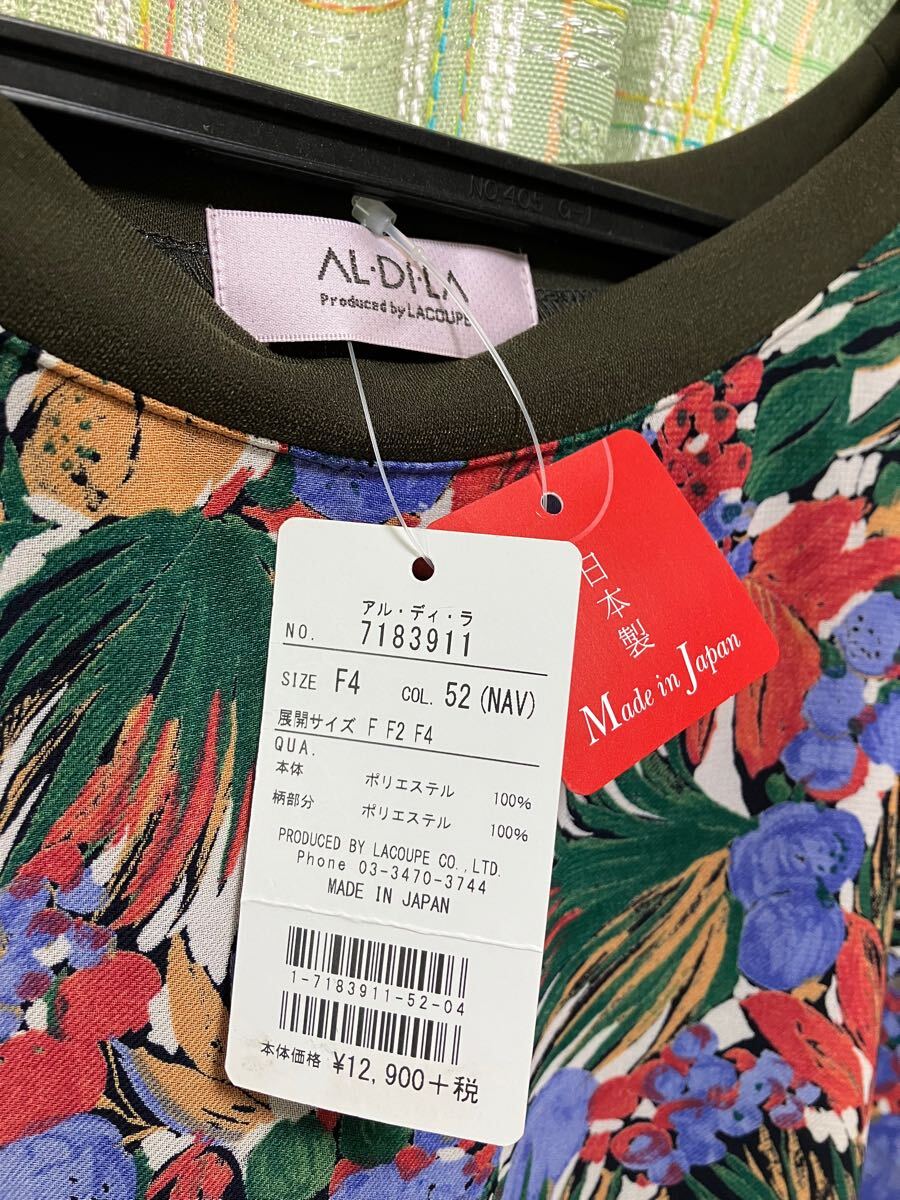 NO.405 G-1
AL·DI·LA
Produced by LACOUPE
日本製
Made in Japan
アル・ディ・ラ
NO. 7183911
SIZE F4 COL. 52 (NAV)
展開サイズ F F2 F4
QUA.
本体 ポリエステル 100%
柄部分 ポリエステル 100%
PRODUCED BY LACOUPE CO.,LTD.
Phone 03-3470-3744
MADE IN JAPAN
1-7183911-52-04
本体価格 ¥12,900+税